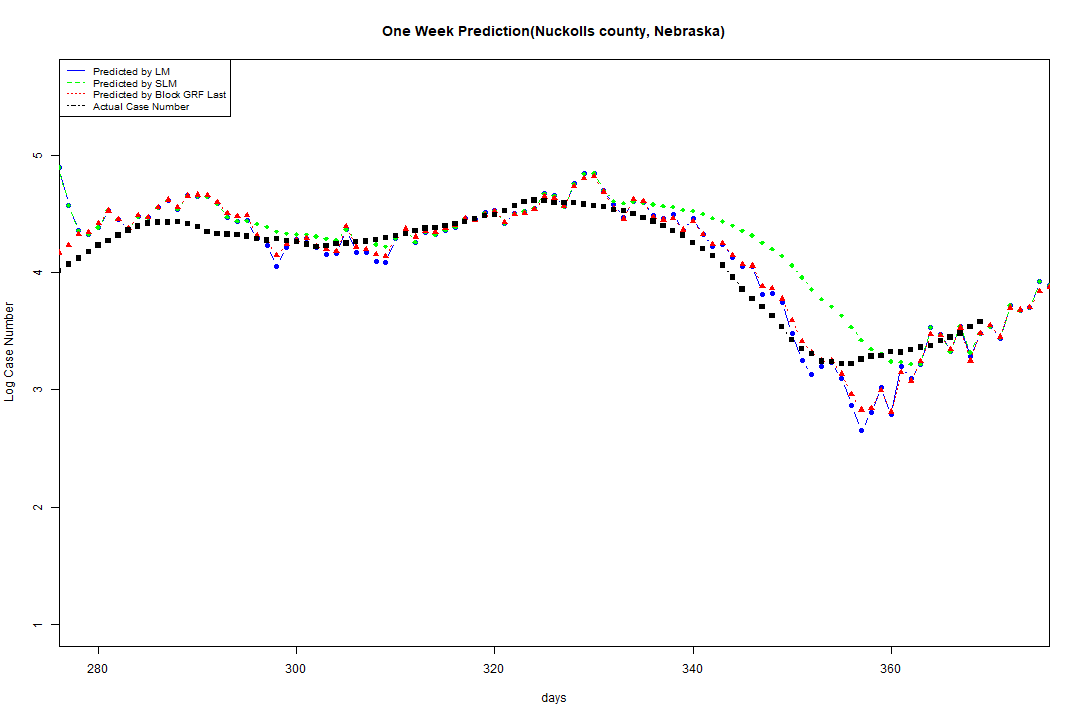 One Week Prediction(Nuckolls county, Nebraska)
Predicted by LM
Predicted by SLM
Predicted by Block GRF Last
Actual Case Number
5
4
3
2
1
Log Case Number
280 300 320 340 360
days